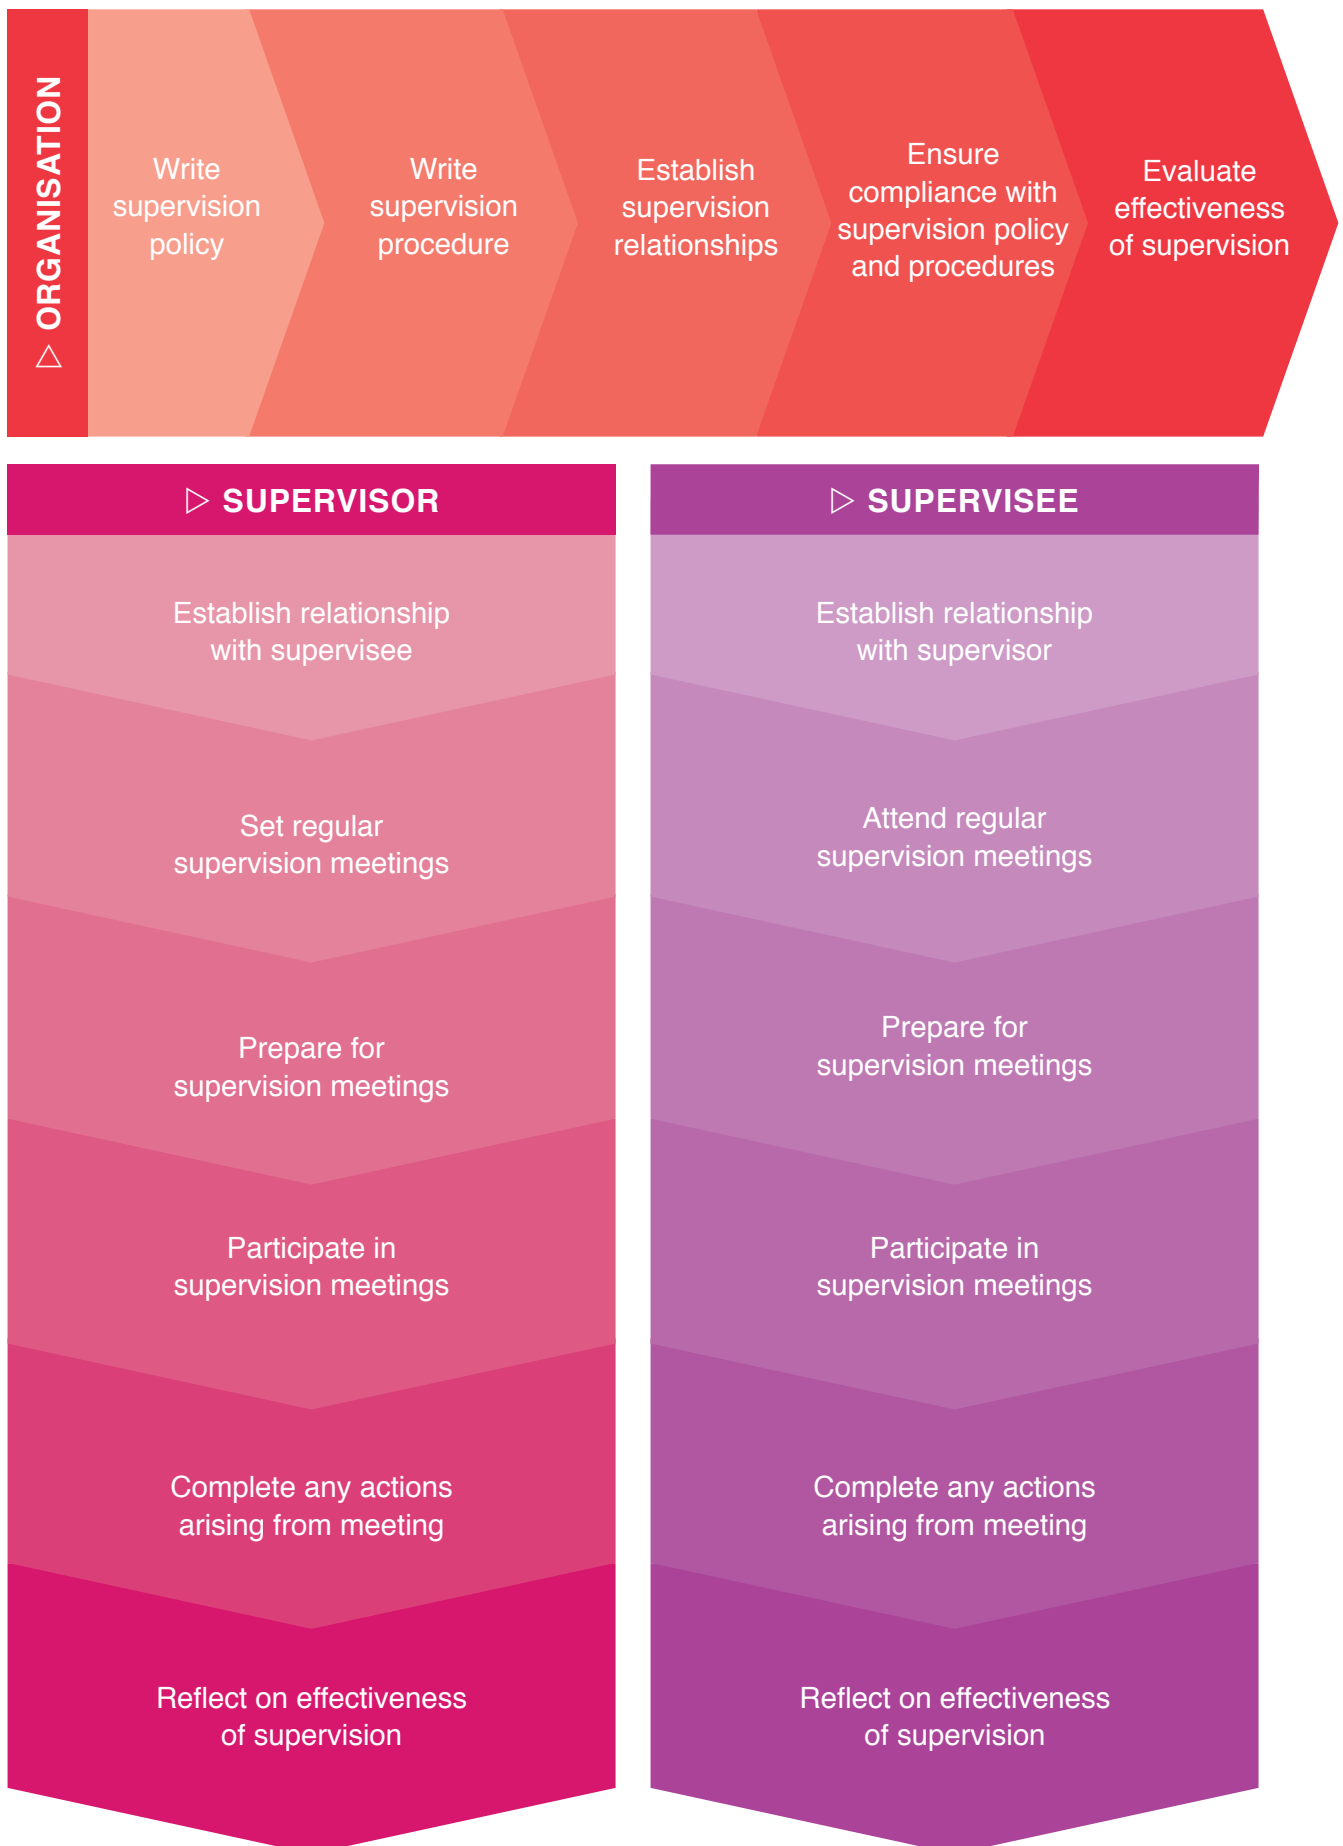 ▷ ORGANISATION
Write
supervision
policy
Write
supervision
procedure
Establish
supervision
relationships
Ensure
compliance with
supervision policy
and procedures
Evaluate
effectiveness
of supervision
▷ SUPERVISOR
Establish relationship
with supervisee
Set regular
supervision meetings
Prepare for
supervision meetings
Participate in
supervision meetings
Complete any actions
arising from meeting
Reflect on effectiveness
of supervision
▷ SUPERVISEE
Establish relationship
with supervisor
Attend regular
supervision meetings
Prepare for
supervision meetings
Participate in
supervision meetings
Complete any actions
arising from meeting
Reflect on effectiveness
of supervision